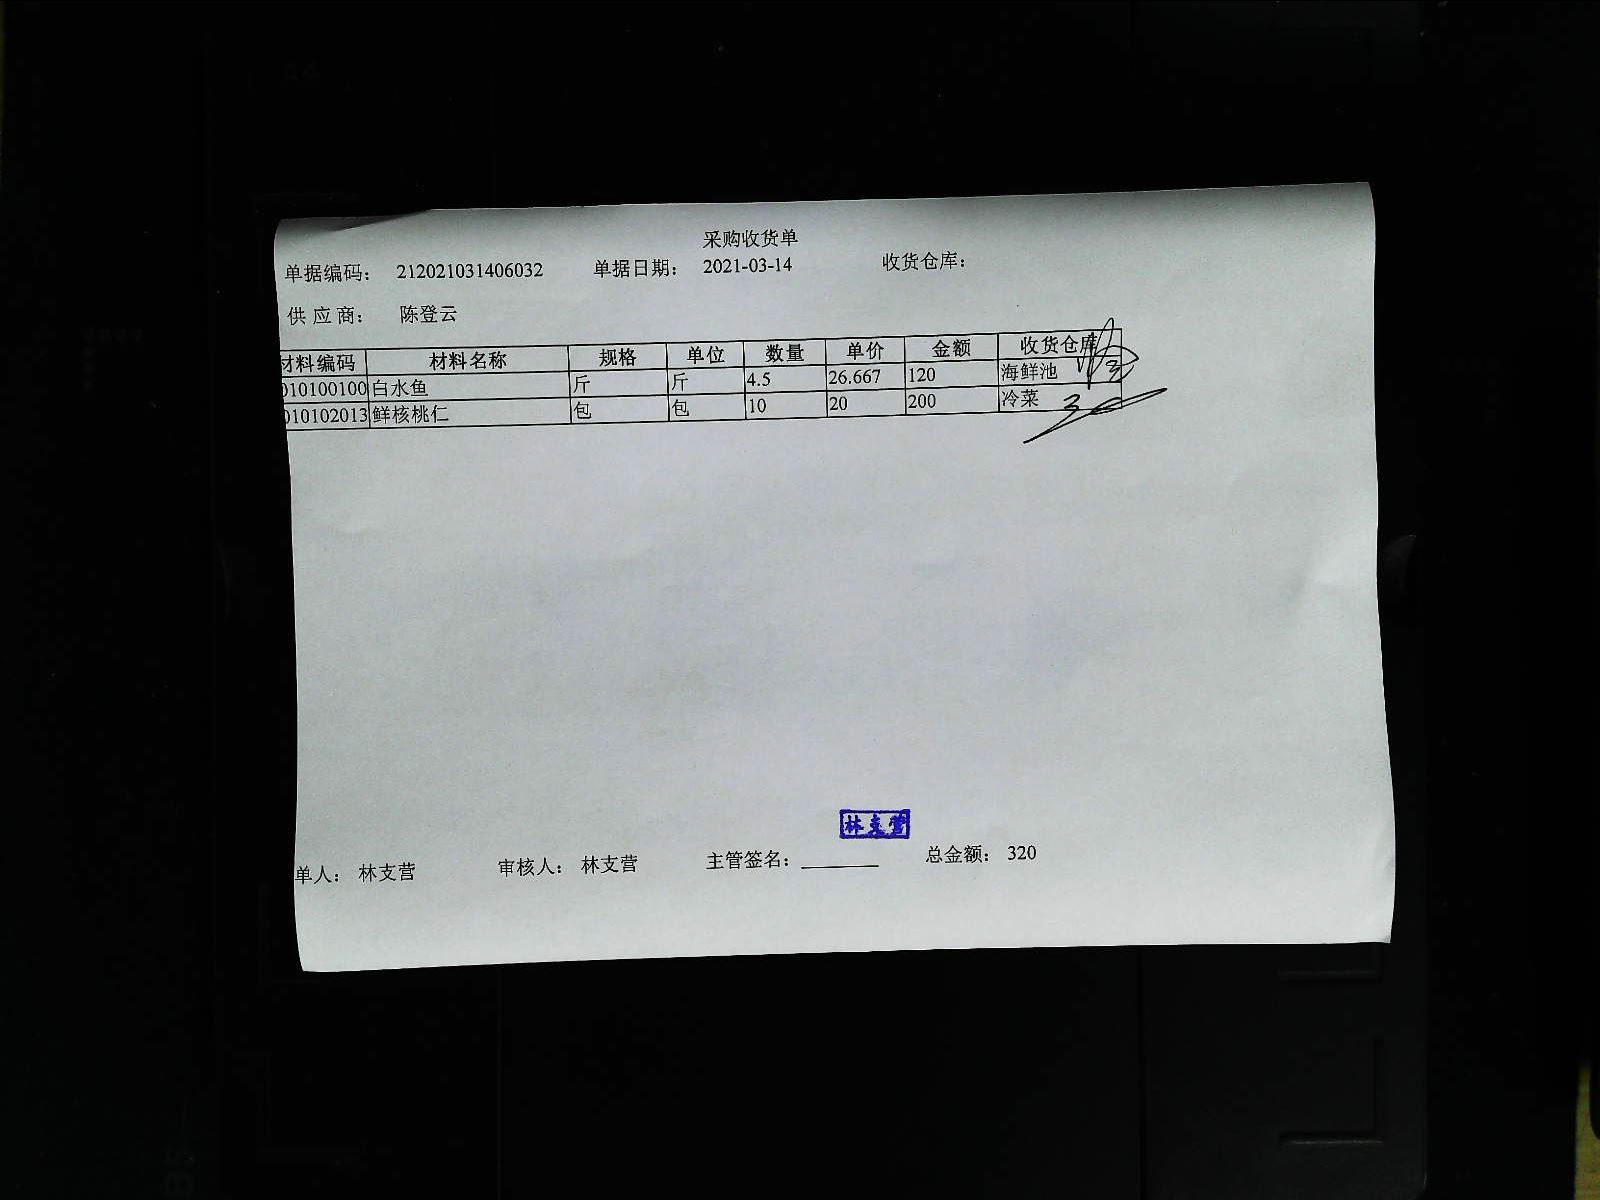 采购收货单
单据编码： 212021031406032 单据日期： 2021-03-14 收货仓库：
供 应 商： 陈登云
材料编码 材料名称 规格 单位 数量 单价 金额 收货仓库
010100100 白水鱼 斤 斤 4.5 26.667 120 海鲜池
010102013 鲜核桃仁 包 包 10 20 200 冷菜
林支营
单人： 林支营 审核人： 林支营 主管签名： 总金额： 320